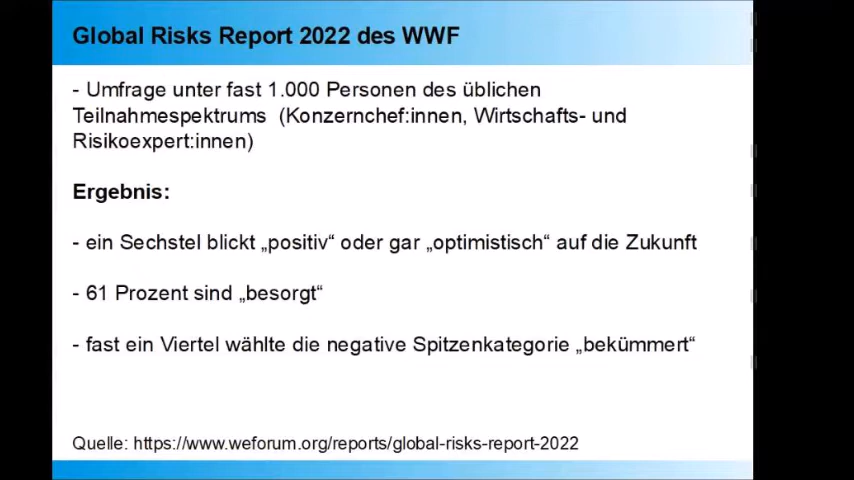 Global Risks Report 2022 des WWF
- Umfrage unter fast 1.000 Personen des üblichen
Teilnahmespektrums (Konzernchef:innen, Wirtschafts- und
Risikoexpert:innen)
Ergebnis:
- ein Sechstel blickt „positiv“ oder gar „optimistisch“ auf die Zukunft
- 61 Prozent sind „besorgt“
- fast ein Viertel wählte die negative Spitzenkategorie „bekümmert“
Quelle: https://www.weforum.org/reports/global-risks-report-2022